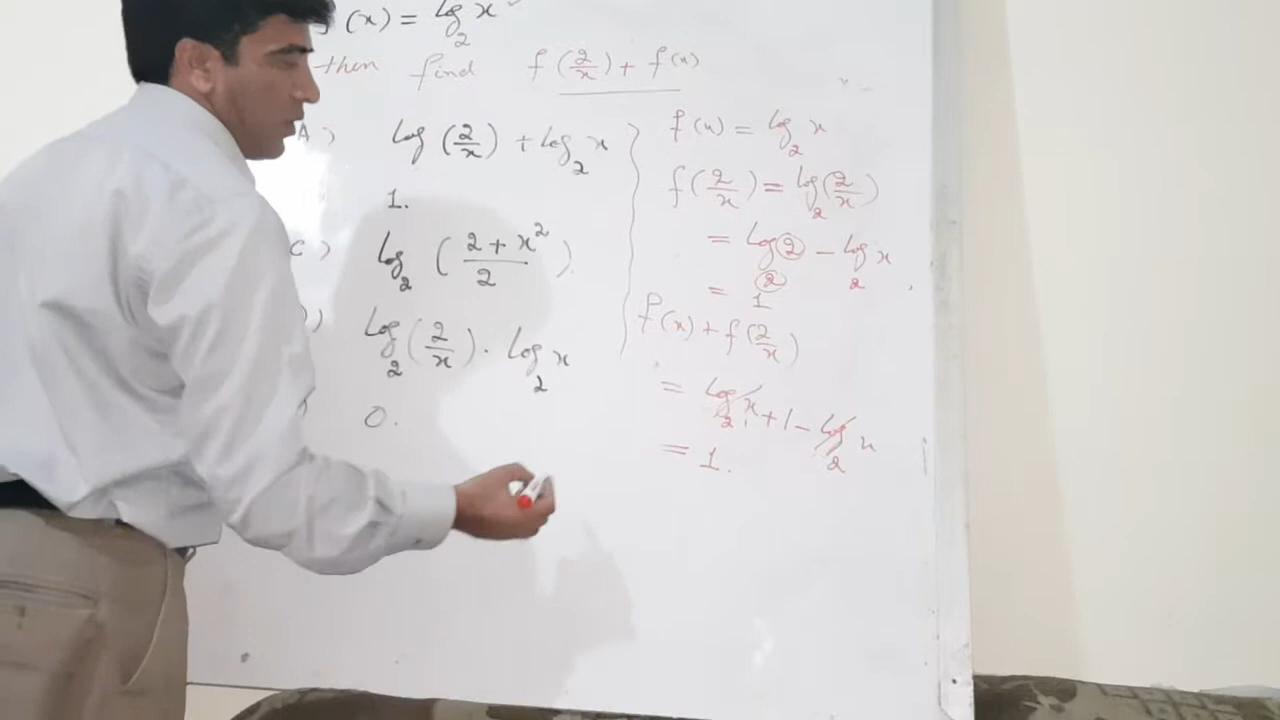 (x) = log₂ x
then find f(2/x) + f(x)
A) log(2/x) + log₂ x
1.
C) log₂ ((2 + x²)/2)
) log₂ (2/x) · log₂ x
0.
f(x) = log₂ x
f(2/x) = log₂ (2/x)
= log₂ 2 - log₂ x
= 1
f(x) + f(2/x)
= log₂ x + 1 - log₂ x
= 1.